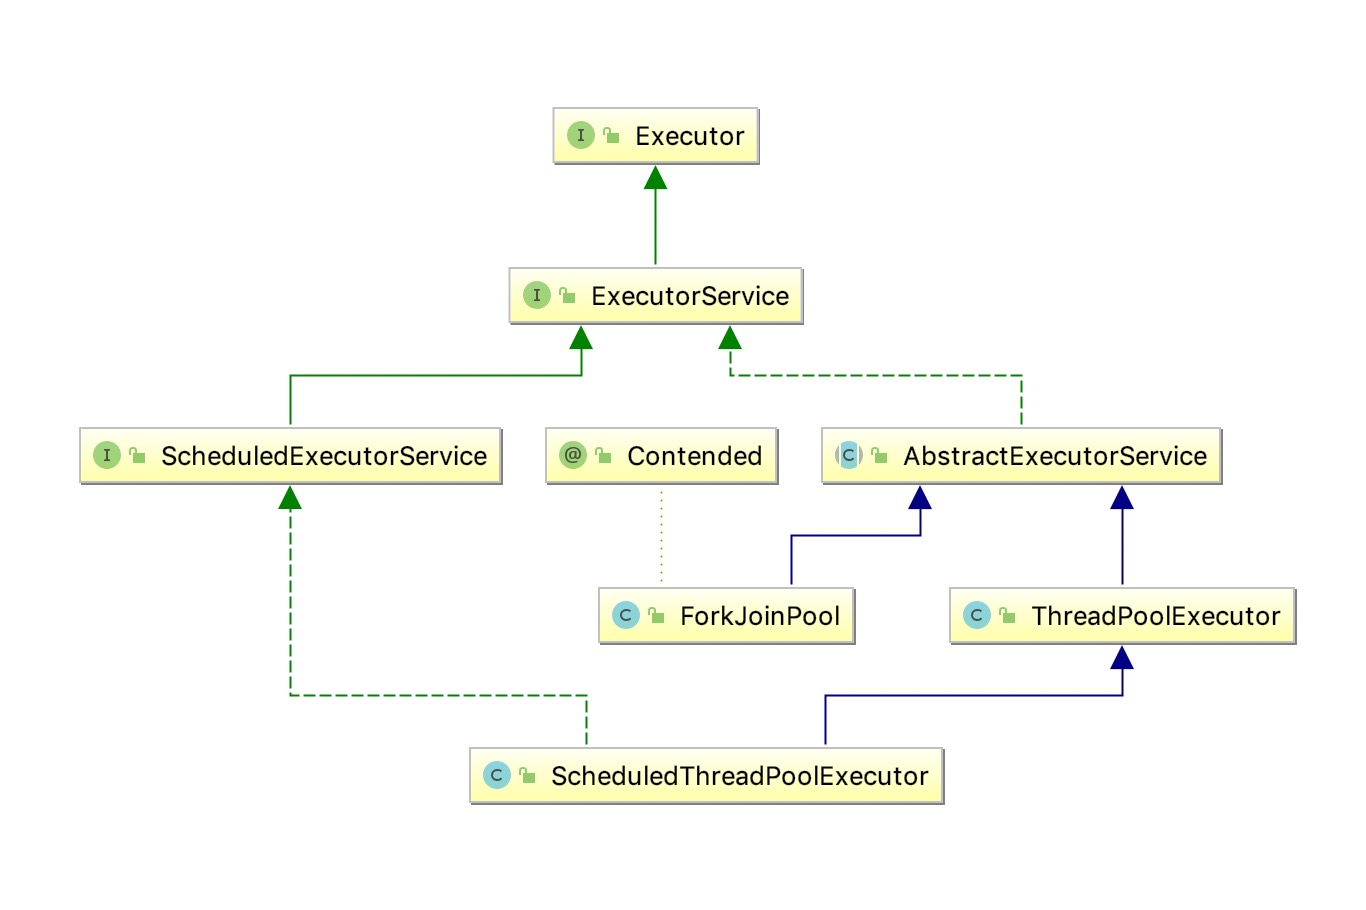 I Executor
I ExecutorService
I ScheduledExecutorService
@ Contended
C AbstractExecutorService
C ForkJoinPool
C ThreadPoolExecutor
C ScheduledThreadPoolExecutor